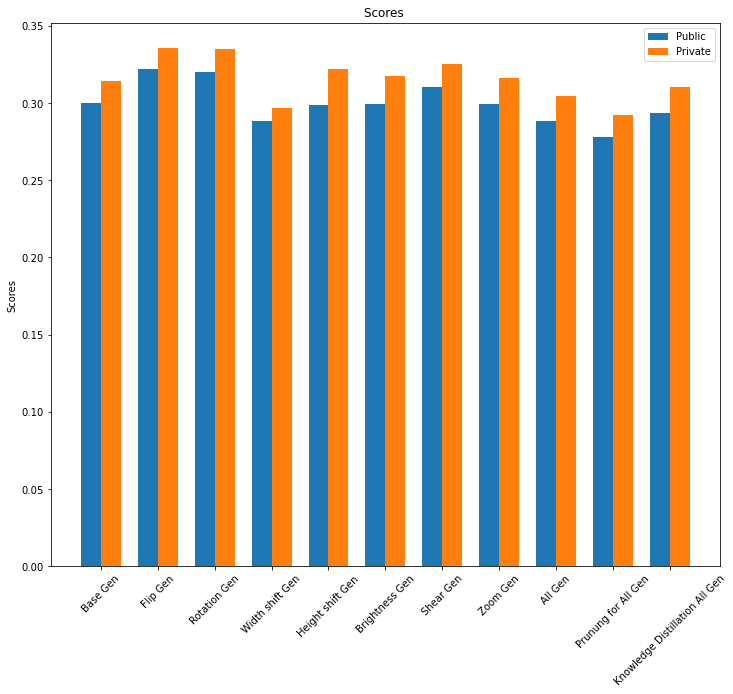 Scores
0.35
0.30
0.25
0.20
0.15
0.10
0.05
0.00
Scores
Public
Private
Base Gen
Flip Gen
Rotation Gen
Width shift Gen
Height shift Gen
Brightness Gen
Shear Gen
Zoom Gen
All Gen
Prunung for All Gen
Knowledge Distillation All Gen